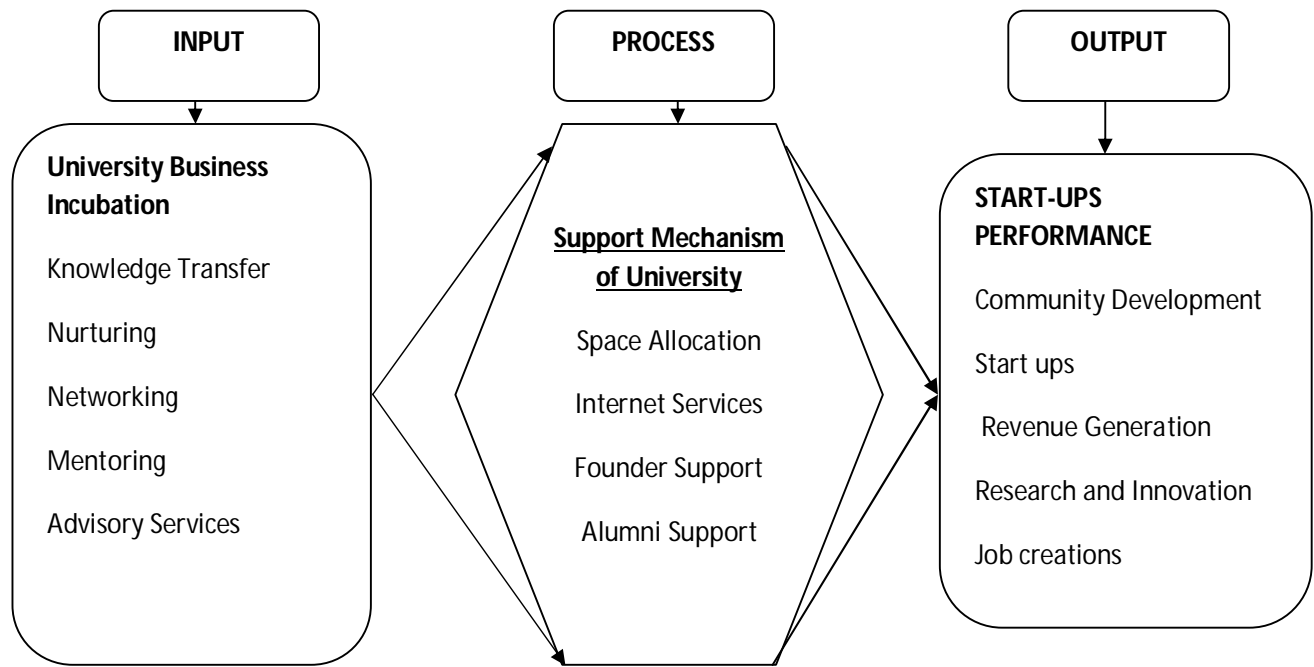 INPUT
PROCESS
OUTPUT
University Business
Incubation
Knowledge Transfer
Nurturing
Networking
Mentoring
Advisory Services
Support Mechanism
of University
Space Allocation
Internet Services
Founder Support
Alumni Support
START-UPS
PERFORMANCE
Community Development
Start ups
Revenue Generation
Research and Innovation
Job creations